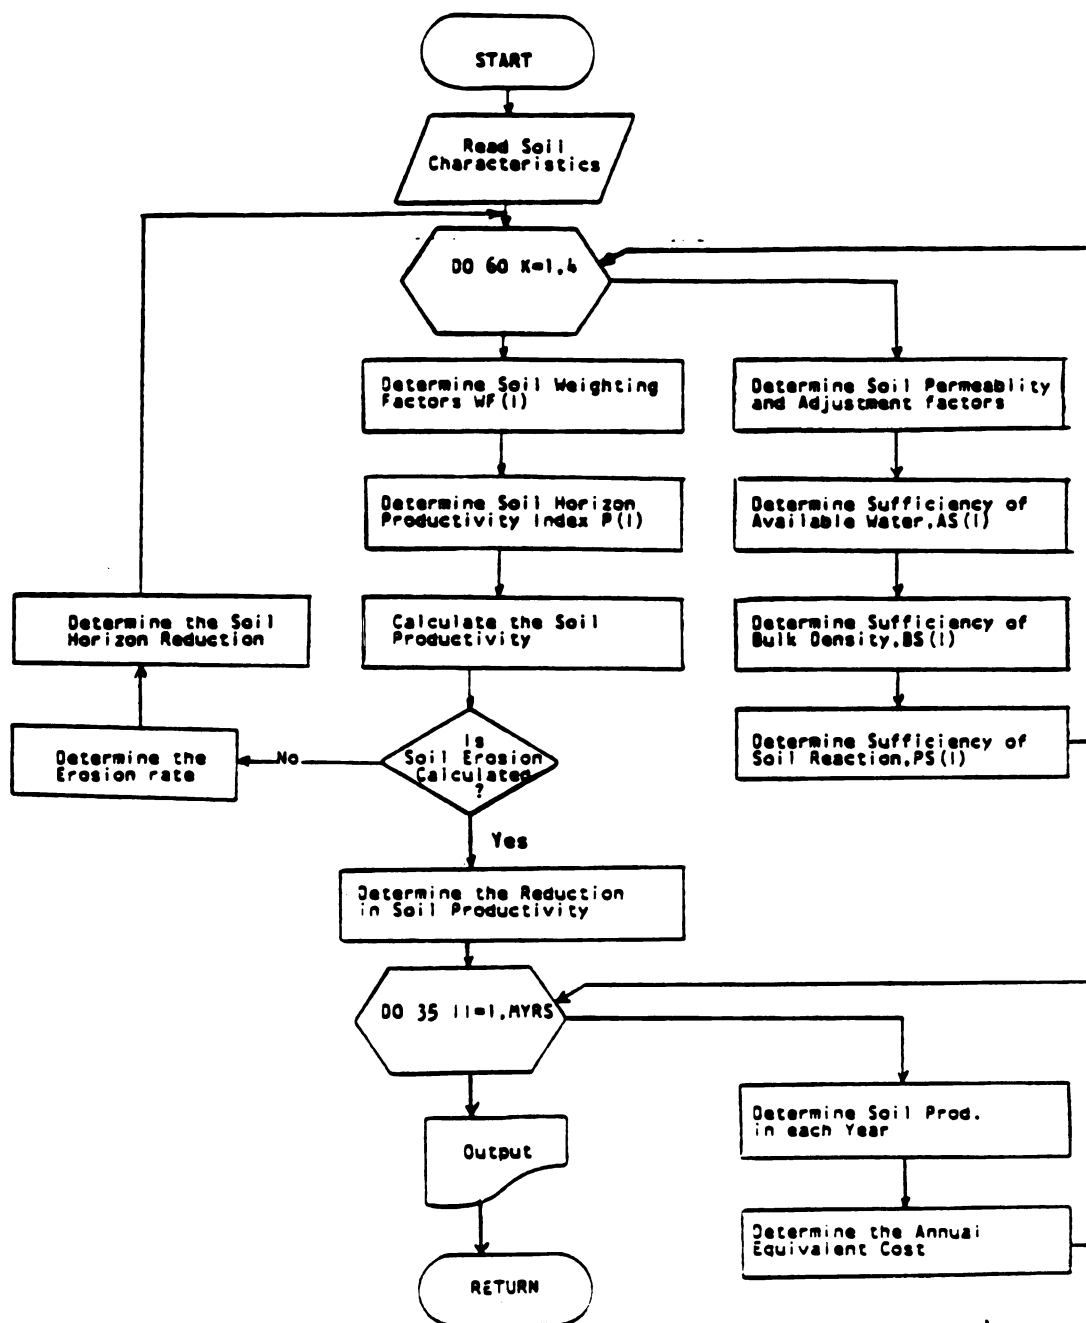 START
Read Soil
Characteristics
DO 60 K=1,4
Determine Soil Weighting
Factors WF(I)
Determine Soil Permeablity
and Adjustment factors
Determine Soil Horizon
Productivity Index P(I)
Determine Sufficiency of
Available Water,AS(I)
Determine the Soil
Horizon Reduction
Calculate the Soil
Productivity
Determine Sufficiency of
Bulk Density,BS(I)
Determine the
Erosion rate
No
Is
Soil Erosion
Calculated
?
Determine Sufficiency of
Soil Reaction,PS(I)
Yes
Determine the Reduction
in Soil Productivity
DO 35 II=1,MYRS
Determine Soil Prod.
in each Year
Output
Determine the Annual
Equivalent Cost
RETURN